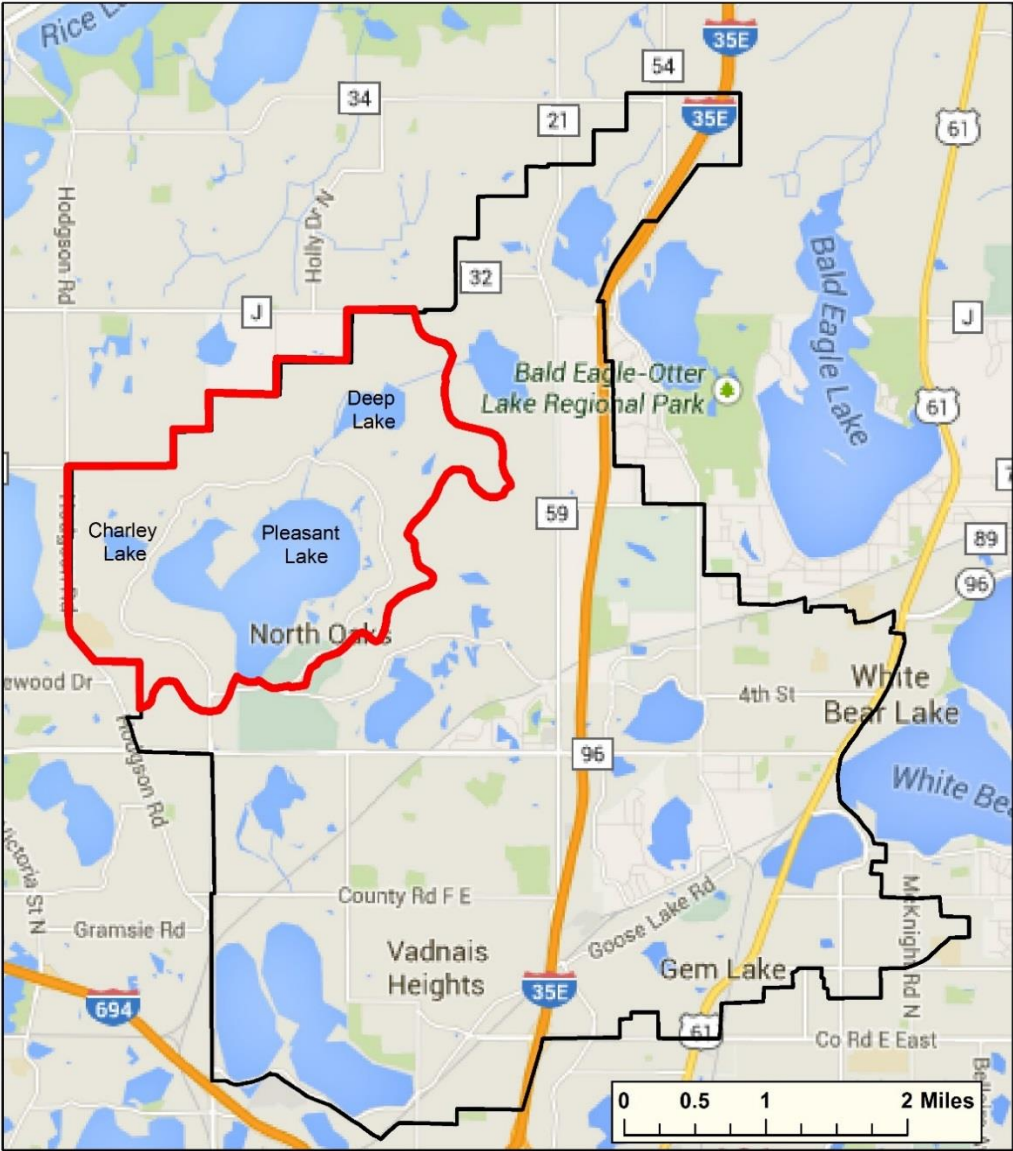 Rice
35E
54
34
21
35E
61
Hodgson Rd
Holly Dr N
32
J
J
Bald Eagle Lake
Bald Eagle-Otter
Lake Regional Park
61
Deep
Lake
Charley
Lake
Pleasant
Lake
59
89
96
North Oaks
ewood Dr
4th St
White
Bear Lake
96
Hodgson Rd
White Be
Victoria St N
County Rd F E
Gramsie Rd
Goose Lake Rd
McKnight Rd N
Vadnais
Heights
Gem Lake
35E
694
61
Co Rd E East
0 0.5 1 2 Miles